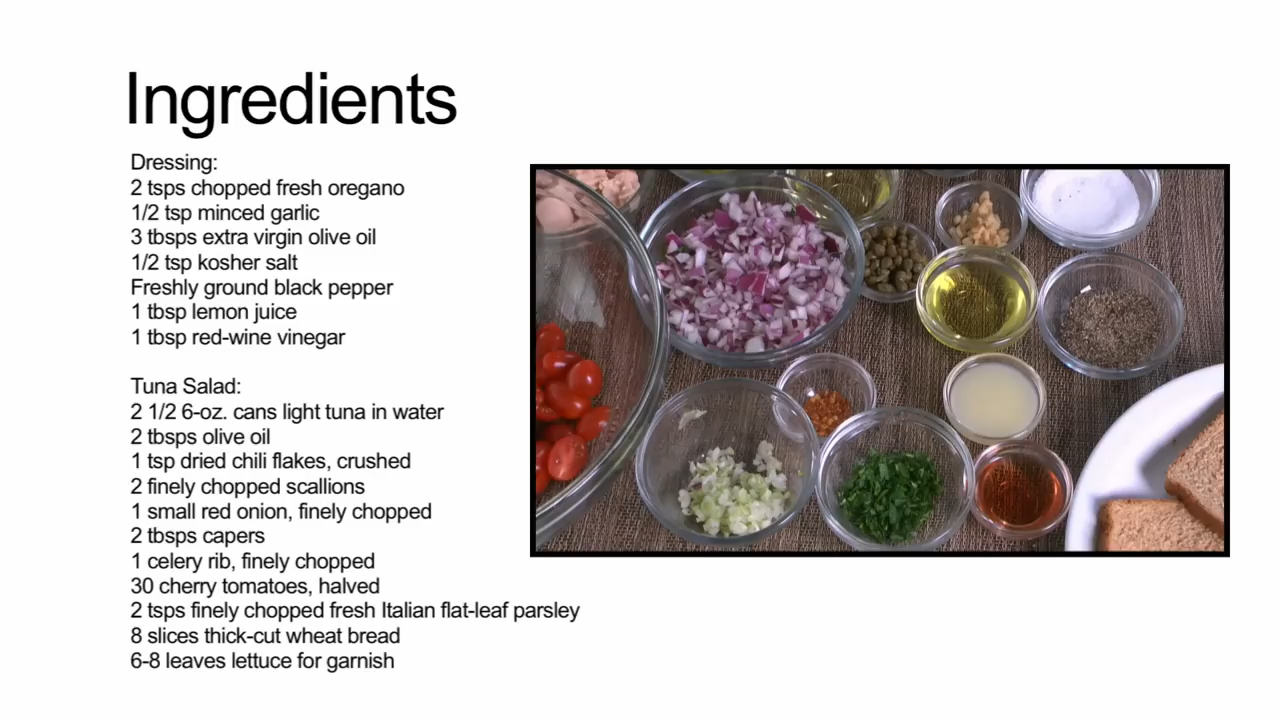 Ingredients
Dressing:
2 tsps chopped fresh oregano
1/2 tsp minced garlic
3 tbsps extra virgin olive oil
1/2 tsp kosher salt
Freshly ground black pepper
1 tbsp lemon juice
1 tbsp red-wine vinegar
Tuna Salad:
2 1/2 6-oz. cans light tuna in water
2 tbsps olive oil
1 tsp dried chili flakes, crushed
2 finely chopped scallions
1 small red onion, finely chopped
2 tbsps capers
1 celery rib, finely chopped
30 cherry tomatoes, halved
2 tsps finely chopped fresh Italian flat-leaf parsley
8 slices thick-cut wheat bread
6-8 leaves lettuce for garnish